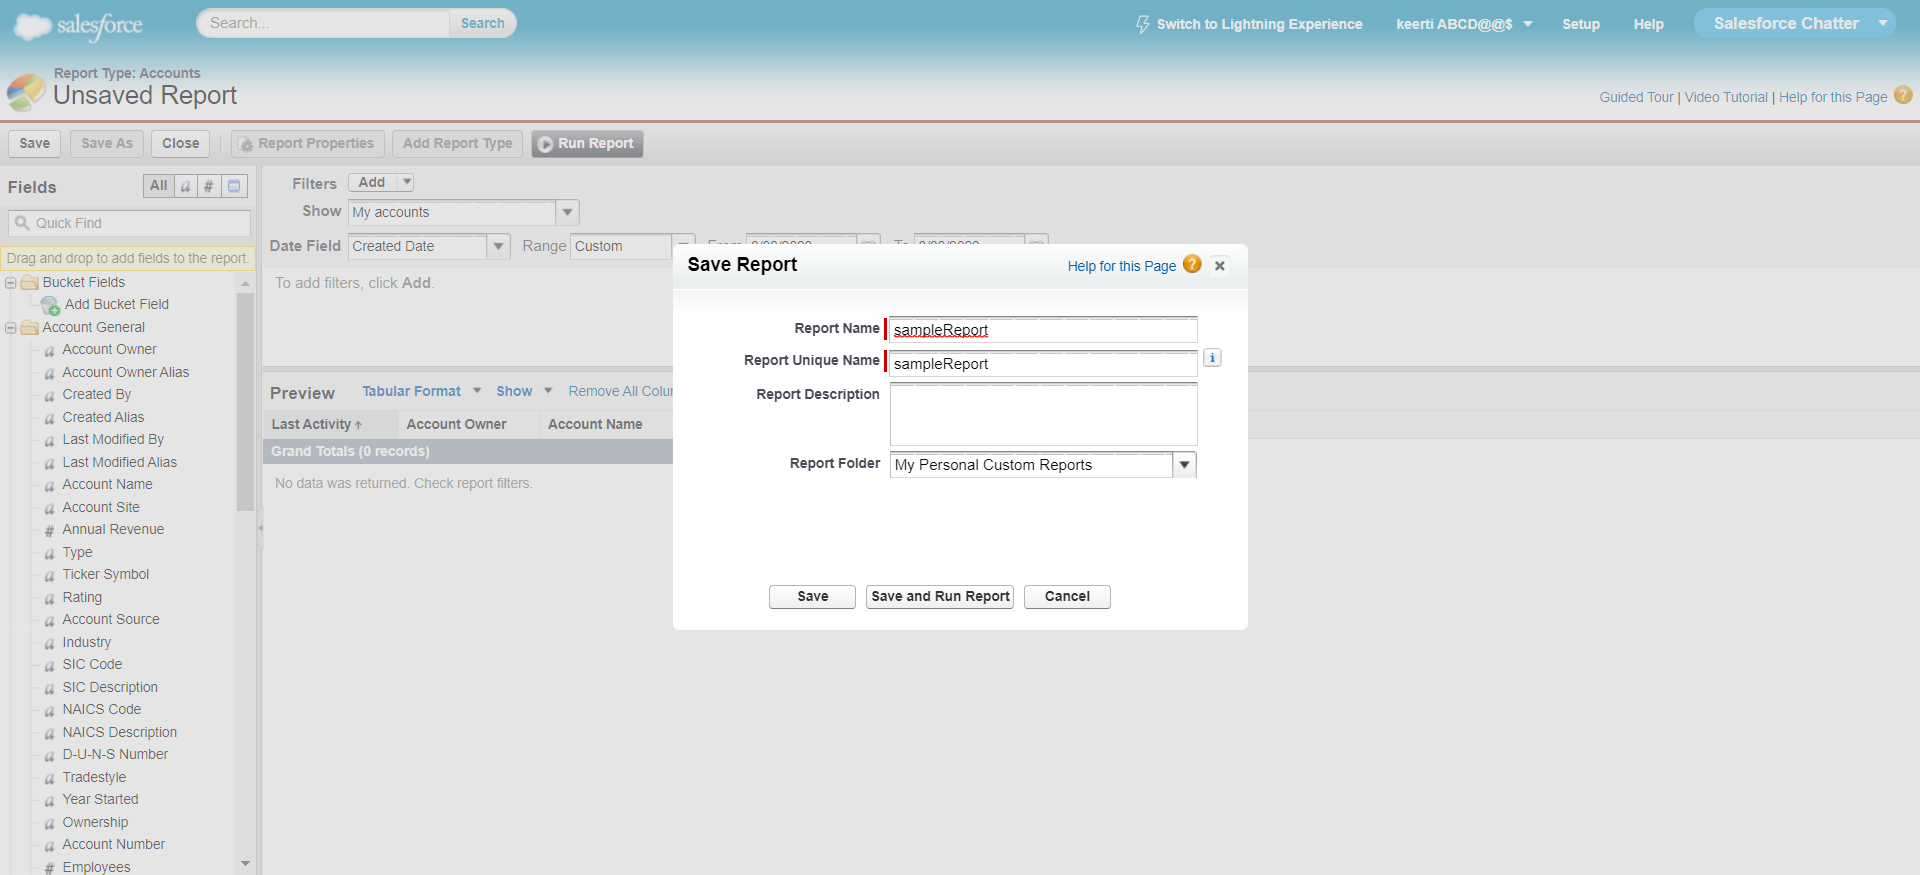 salesforce
Search...
Search
Switch to Lightning Experience
keerti ABCD@@$
Setup
Help
Salesforce Chatter
Report Type: Accounts
Unsaved Report
Guided Tour | Video Tutorial | Help for this Page ?
Save
Save As
Close
Report Properties
Add Report Type
Run Report
Fields
All
a
#
Quick Find
Drag and drop to add fields to the report.
Bucket Fields
Add Bucket Field
Account General
a Account Owner
a Account Owner Alias
a Created By
a Created Alias
a Last Modified By
a Last Modified Alias
a Account Name
a Account Site
# Annual Revenue
a Type
a Ticker Symbol
a Rating
a Account Source
a Industry
a SIC Code
a SIC Description
a NAICS Code
a NAICS Description
a D-U-N-S Number
a Tradestyle
a Year Started
a Ownership
a Account Number
# Employees
Filters Add
Show My accounts
Date Field Created Date Range Custom From To
To add filters, click Add.
Preview Tabular Format Show Remove All Colu
Last Activity Account Owner Account Name
Grand Totals (0 records)
No data was returned. Check report filters.
Save Report
Help for this Page ?
Report Name sampleReport
Report Unique Name sampleReport
i
Report Description
Report Folder My Personal Custom Reports
Save
Save and Run Report
Cancel